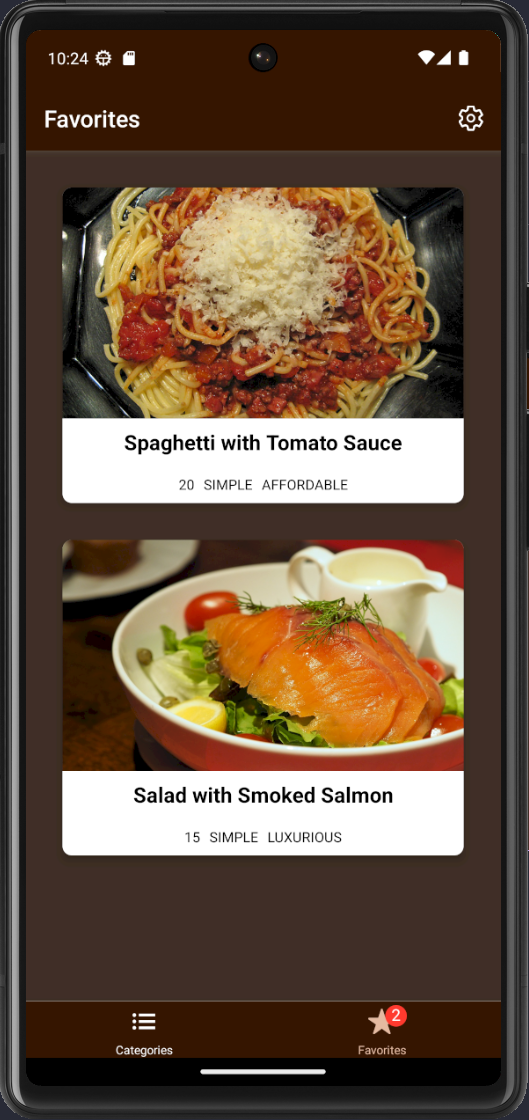 10:24
Favorites
Spaghetti with Tomato Sauce
20 SIMPLE AFFORDABLE
Salad with Smoked Salmon
15 SIMPLE LUXURIOUS
2
Categories Favorites